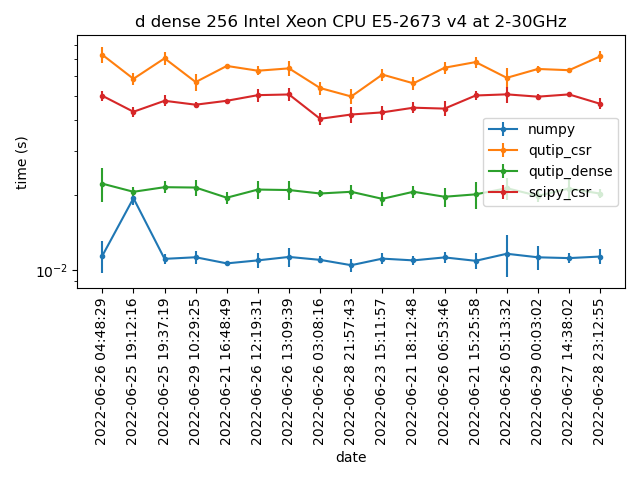 d dense 256 Intel Xeon CPU E5-2673 v4 at 2-30GHz
time (s)
10⁻²
numpy
qutip_csr
qutip_dense
scipy_csr
2022-06-26 04:48:29
2022-06-25 19:12:16
2022-06-25 19:37:19
2022-06-29 10:29:25
2022-06-21 16:48:49
2022-06-26 12:19:31
2022-06-26 13:09:39
2022-06-26 03:08:16
2022-06-28 21:57:43
2022-06-23 15:11:57
2022-06-21 18:12:48
2022-06-26 06:53:46
2022-06-21 15:25:58
2022-06-26 05:13:32
2022-06-29 00:03:02
2022-06-27 14:38:02
2022-06-28 23:12:55
date